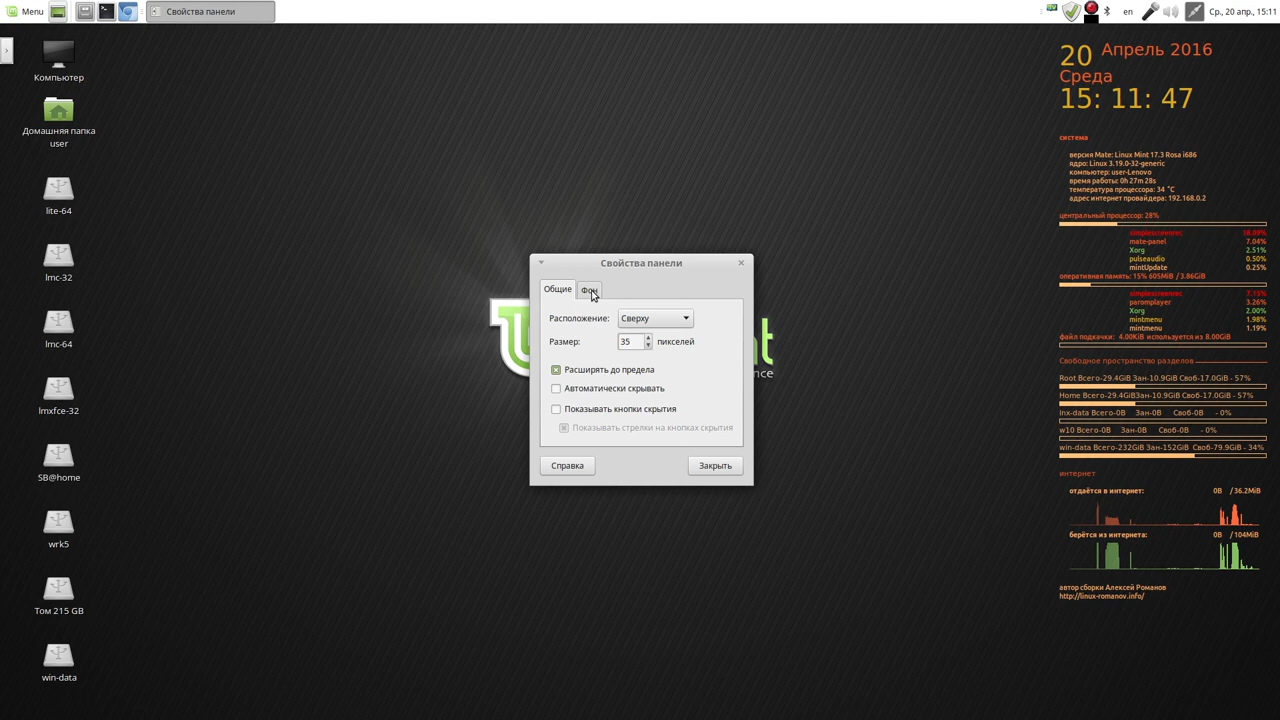 Menu
Свойства панели
en
Ср., 20 апр., 15:11
Компьютер
Домашняя папка
user
lite-64
lmc-32
lmc-64
lmxfce-32
SB@home
wrk5
Том 215 GB
win-data
Свойства панели
Общие
Фон
Расположение: Сверху
Размер: 35 пикселей
Расширять до предела
Автоматически скрывать
Показывать кнопки скрытия
Показывать стрелки на кнопках скрытия
Справка
Закрыть
nt
nce
20 Апрель 2016
Среда
15: 11: 47
система
версия Mate: Linux Mint 17.3 Rosa i686
ядро: Linux 3.19.0-32-generic
компьютер: user-Lenovo
время работы: 0h 27m 28s
температура процессора: 34 °C
адрес интернет провайдера: 192.168.0.2
центральный процессор: 28%
simplescreenrec
mate-panel 7.04%
Xorg 2.51%
pulseaudio 0.50%
mintUpdate 0.25%
оперативная память: 15% 605MiB / 3.86GiB
simplescreenrec 7.15%
paromplayer 3.26%
Xorg 2.00%
mintmenu 1.98%
mintmenu 1.19%
файл подкачки: 4.00KiB используется из 8.00GiB
Свободное пространство разделов
Root Всего-29.4GiB Зан-10.9GiB Своб-17.0GiB - 57%
Home Всего-29.4GiBЗан-10.9GiB Своб-17.0GiB - 57%
lnx-data Всего-0B Зан-0B Своб-0B - 0%
w10 Всего-0B Зан-0B Своб-0B - 0%
win-data Всего-232GiB Зан-152GiB Своб-79.9GiB - 34%
интернет
отдаётся в интернет: 0B / 36.2MiB
берётся из интернета: 0B / 104MiB
автор сборки Алексей Романов
http://linux-romanov.info/